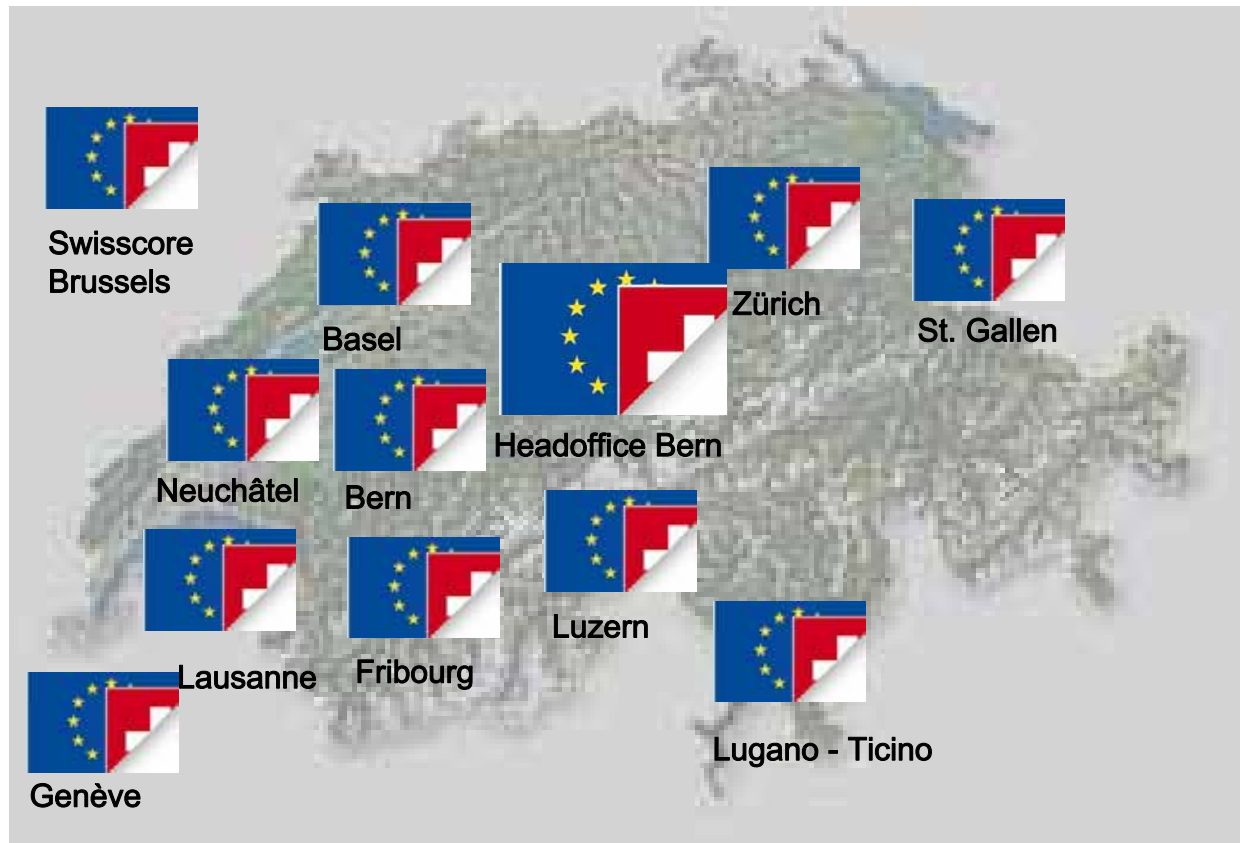 Swisscore
Brussels
Basel
Zürich
St. Gallen
Headoffice Bern
Neuchâtel
Bern
Luzern
Lausanne
Fribourg
Lugano - Ticino
Genève